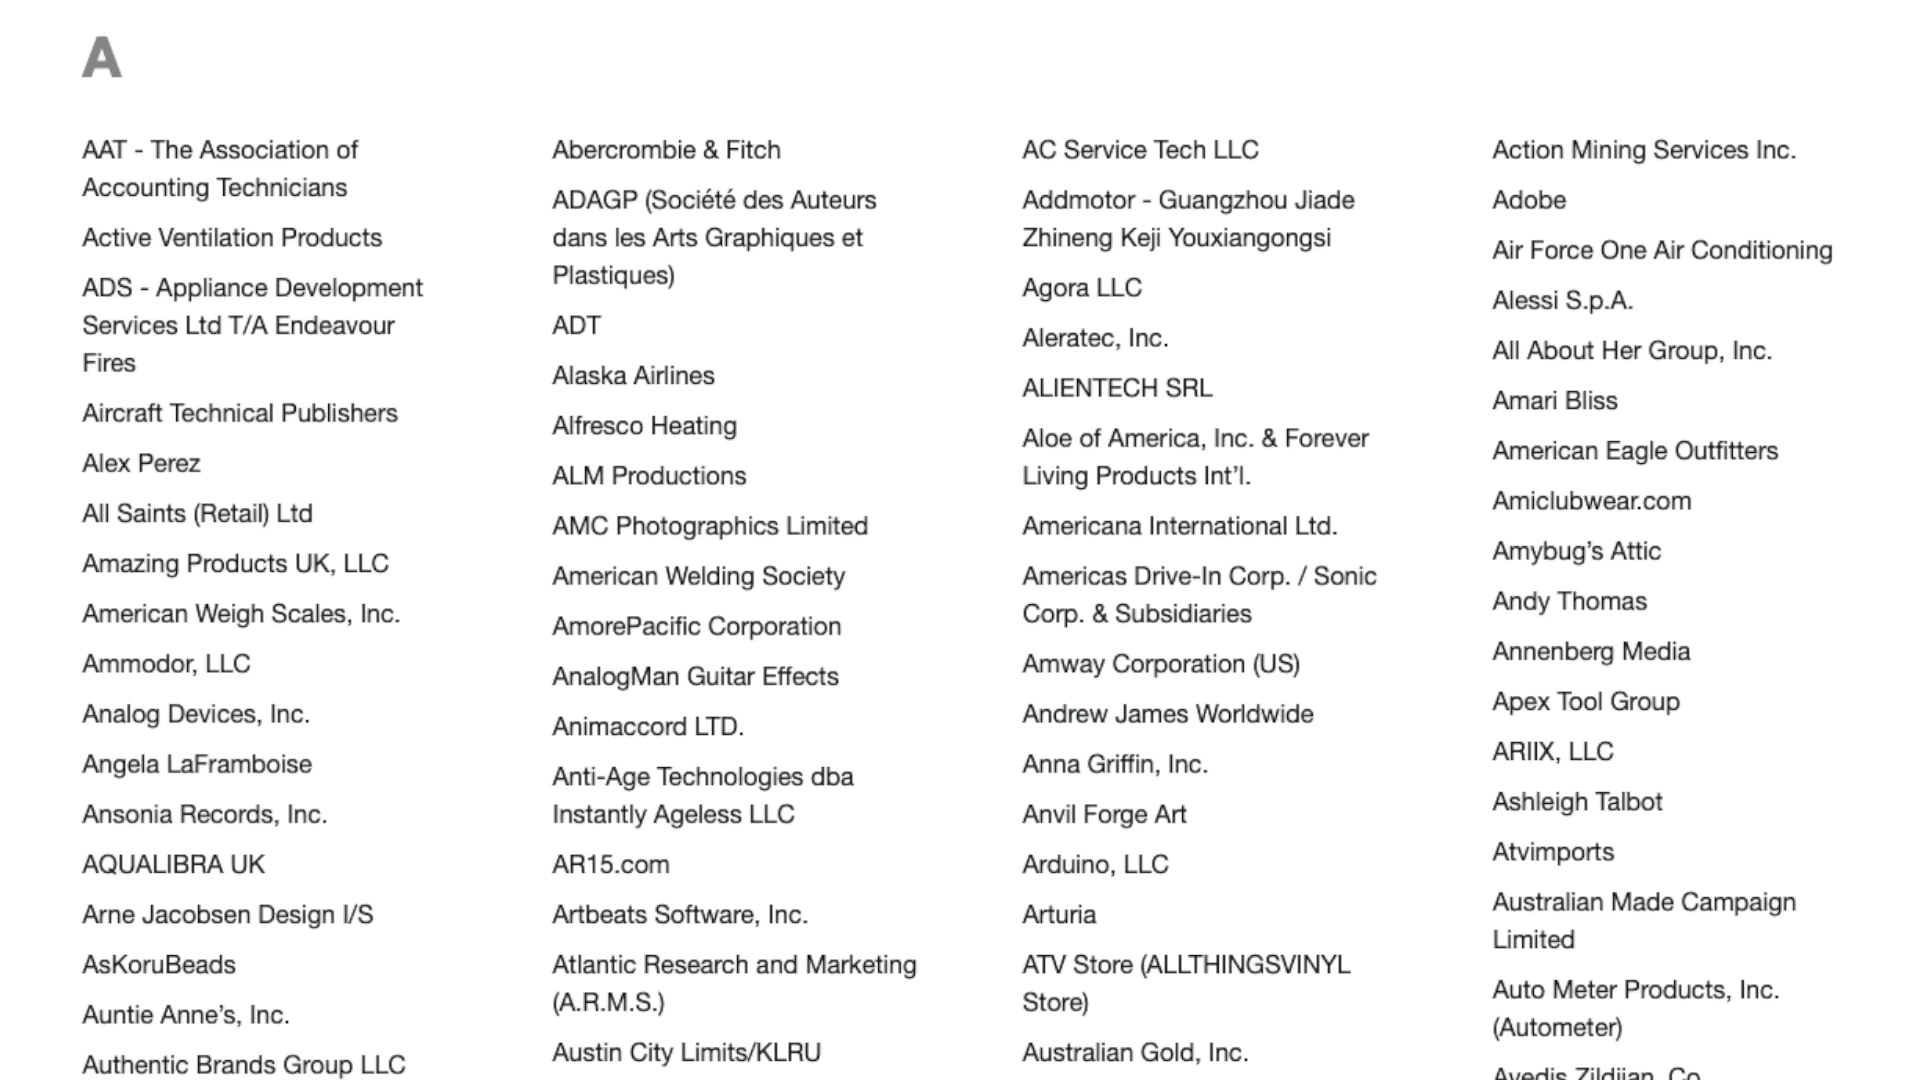 A
AAT - The Association of
Accounting Technicians
Active Ventilation Products
ADS - Appliance Development
Services Ltd T/A Endeavour
Fires
Aircraft Technical Publishers
Alex Perez
All Saints (Retail) Ltd
Amazing Products UK, LLC
American Weigh Scales, Inc.
Ammodor, LLC
Analog Devices, Inc.
Angela LaFramboise
Ansonia Records, Inc.
AQUALIBRA UK
Arne Jacobsen Design I/S
AsKoruBeads
Auntie Anne’s, Inc.
Authentic Brands Group LLC
Abercrombie & Fitch
ADAGP (Société des Auteurs
dans les Arts Graphiques et
Plastiques)
ADT
Alaska Airlines
Alfresco Heating
ALM Productions
AMC Photographics Limited
American Welding Society
AmorePacific Corporation
AnalogMan Guitar Effects
Animaccord LTD.
Anti-Age Technologies dba
Instantly Ageless LLC
AR15.com
Artbeats Software, Inc.
Atlantic Research and Marketing
(A.R.M.S.)
Austin City Limits/KLRU
AC Service Tech LLC
Addmotor - Guangzhou Jiade
Zhineng Keji Youxiangongsi
Agora LLC
Aleratec, Inc.
ALIENTECH SRL
Aloe of America, Inc. & Forever
Living Products Int’l.
Americana International Ltd.
Americas Drive-In Corp. / Sonic
Corp. & Subsidiaries
Amway Corporation (US)
Andrew James Worldwide
Anna Griffin, Inc.
Anvil Forge Art
Arduino, LLC
Arturia
ATV Store (ALLTHINGSVINYL
Store)
Australian Gold, Inc.
Action Mining Services Inc.
Adobe
Air Force One Air Conditioning
Alessi S.p.A.
All About Her Group, Inc.
Amari Bliss
American Eagle Outfitters
Amiclubwear.com
Amybug’s Attic
Andy Thomas
Annenberg Media
Apex Tool Group
ARIIX, LLC
Ashleigh Talbot
Atvimports
Australian Made Campaign
Limited
Auto Meter Products, Inc.
(Autometer)
Avedis Zildjian, Co